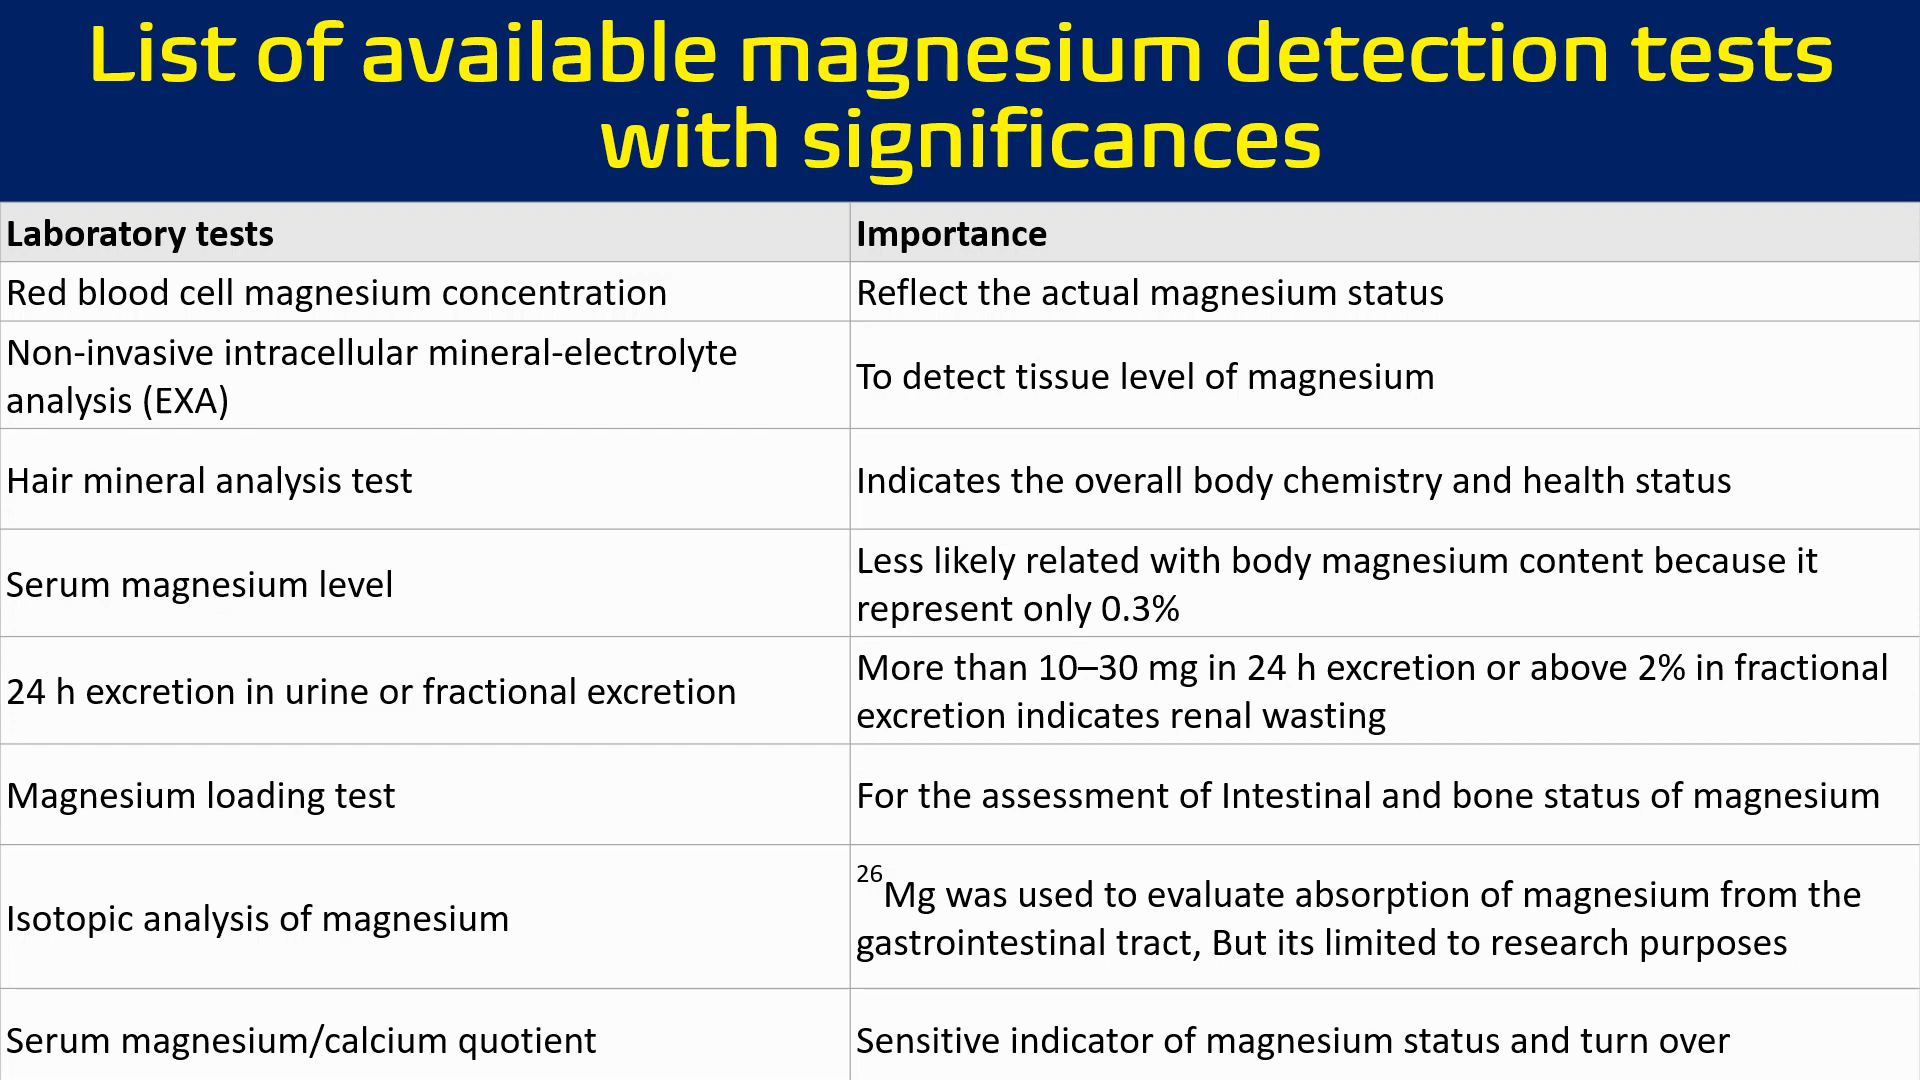 List of available magnesium detection tests
with significances
Laboratory tests
Importance
Red blood cell magnesium concentration
Reflect the actual magnesium status
Non-invasive intracellular mineral-electrolyte
analysis (EXA)
To detect tissue level of magnesium
Hair mineral analysis test
Indicates the overall body chemistry and health status
Serum magnesium level
Less likely related with body magnesium content because it
represent only 0.3%
24 h excretion in urine or fractional excretion
More than 10–30 mg in 24 h excretion or above 2% in fractional
excretion indicates renal wasting
Magnesium loading test
For the assessment of Intestinal and bone status of magnesium
Isotopic analysis of magnesium
²⁶Mg was used to evaluate absorption of magnesium from the
gastrointestinal tract, But its limited to research purposes
Serum magnesium/calcium quotient
Sensitive indicator of magnesium status and turn over